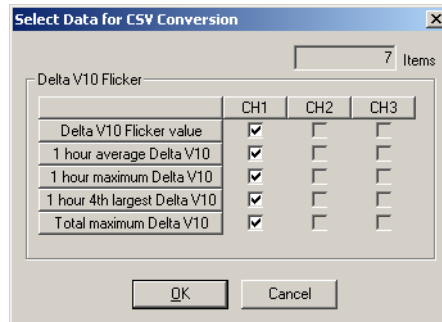 Select Data for CSV Conversion
7 Items
Delta V10 Flicker
CH1 CH2 CH3
Delta V10 Flicker value
1 hour average Delta V10
1 hour maximum Delta V10
1 hour 4th largest Delta V10
Total maximum Delta V10
OK Cancel